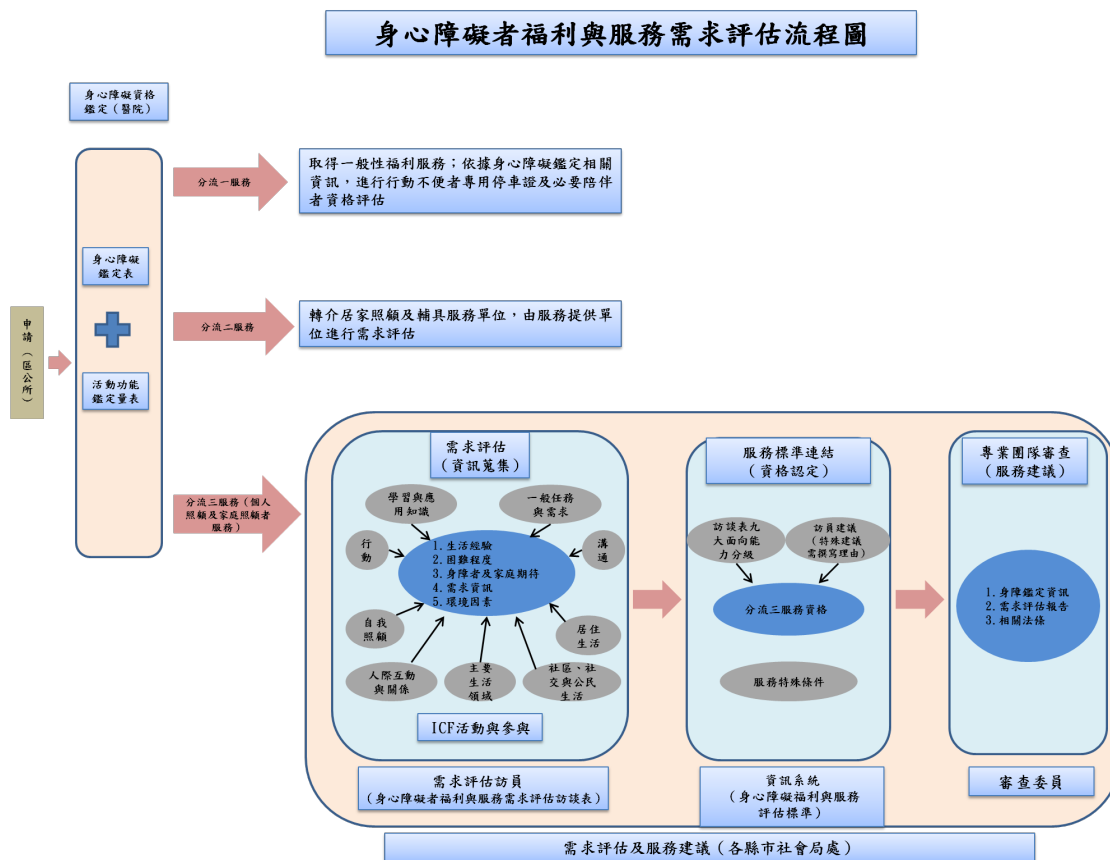 身心障礙者福利與服務需求評估流程圖
身心障礙資格
鑑定（醫院）
身心障礙
鑑定表
活動功能
鑑定量表
申請（區公所）
分流一服務
取得一般性福利服務；依據身心障礙鑑定相關
資訊，進行行動不便者專用停車證及必要陪伴
者資格評估
分流二服務
轉介居家照顧及輔具服務單位，由服務提供單
位進行需求評估
分流三服務（個人
照顧及家庭照顧者
服務）
需求評估
（資訊蒐集）
學習與應
用知識
一般任務
與需求
行
動
溝
通
1. 生活經驗
2. 困難程度
3. 身障者及家庭期待
4. 需求資訊
5. 環境因素
自我
照顧
居住
生活
人際互動
與關係
主要
生活
領域
社區、社
交與公民
生活
ICF活動與參與
需求評估訪員
（身心障礙者福利與服務需求評估訪談表）
服務標準連結
（資格認定）
訪談表九
大面向能
力分級
訪員建議
（特殊建議
需撰寫理由）
分流三服務資格
服務特殊條件
資訊系統
（身心障礙福利與服務
評估標準）
專業團隊審查
（服務建議）
1. 身障鑑定資訊
2. 需求評估報告
3. 相關法條
審查委員
需求評估及服務建議（各縣市社會局處）